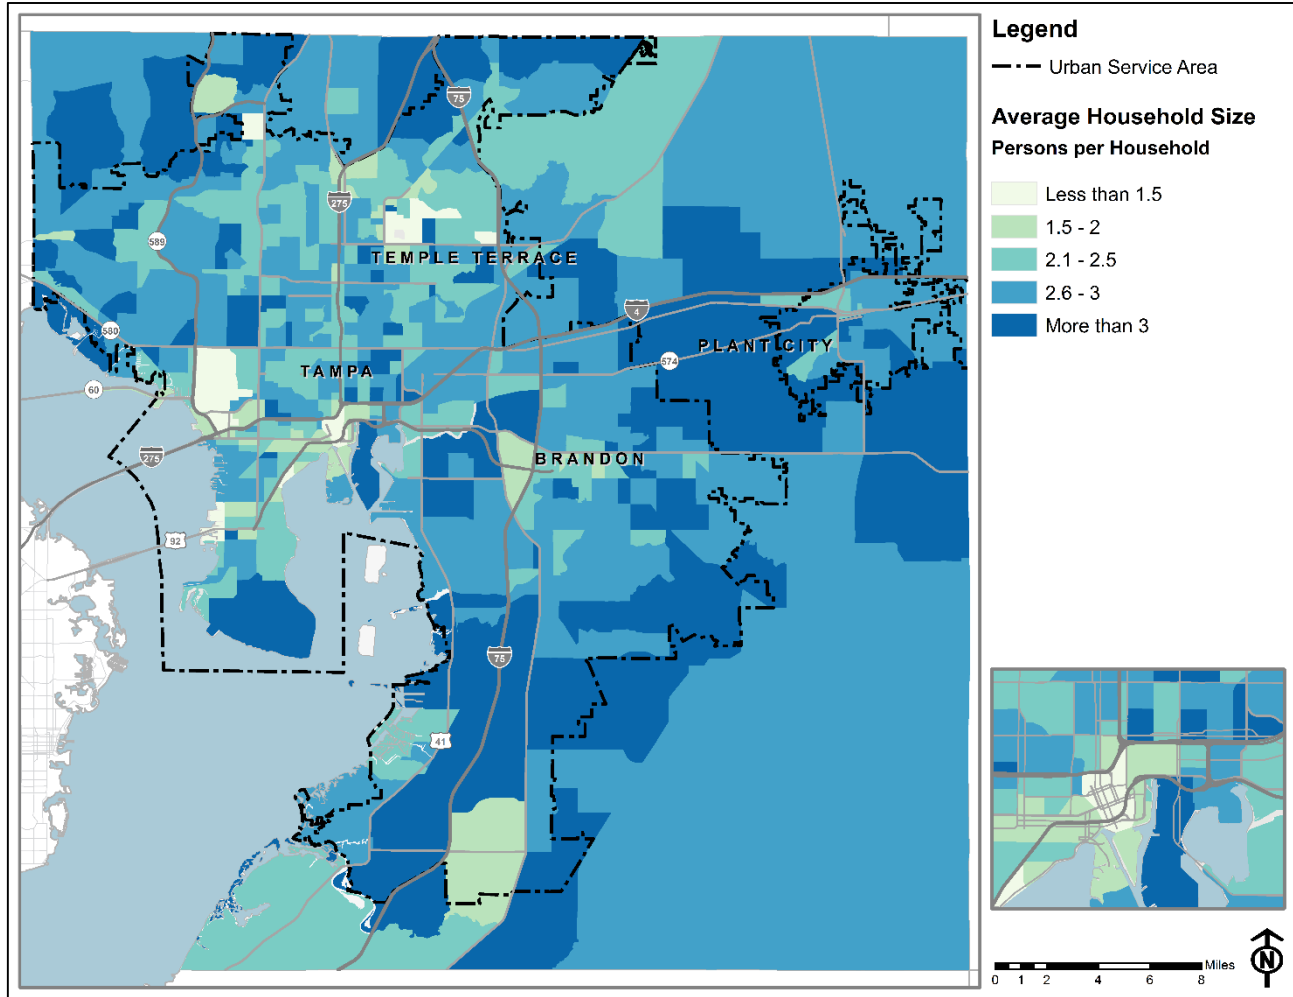 Legend
Urban Service Area
Average Household Size
Persons per Household
Less than 1.5
1.5 - 2
2.1 - 2.5
2.6 - 3
More than 3
75
275
589
TEMPLE TERRACE
4
580
PLANT CITY
574
TAMPA
60
BRANDON
275
92
75
41
Miles
0 1 2 4 6 8
N